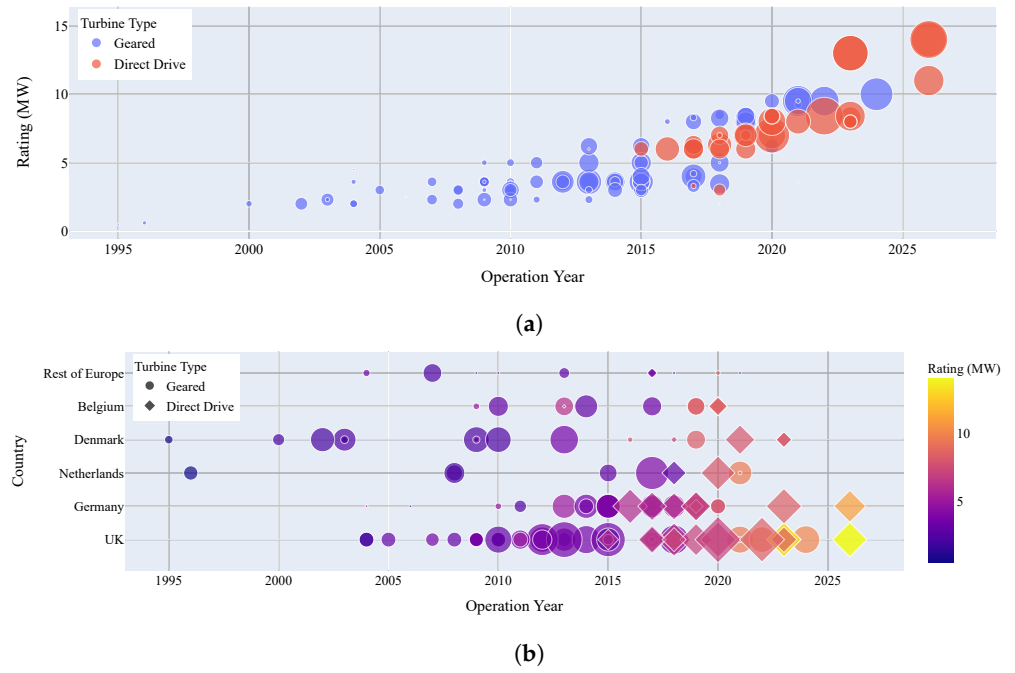 15
Turbine Type
Geared
Direct Drive
10
5
0
Rating (MW)
1995
2000
2005
2010
2015
2020
2025
Operation Year
(a)
Rest of Europe
Belgium
Denmark
Netherlands
Germany
UK
Country
Turbine Type
Geared
Direct Drive
1995
2000
2005
2010
2015
2020
2025
Operation Year
Rating (MW)
10
5
(b)